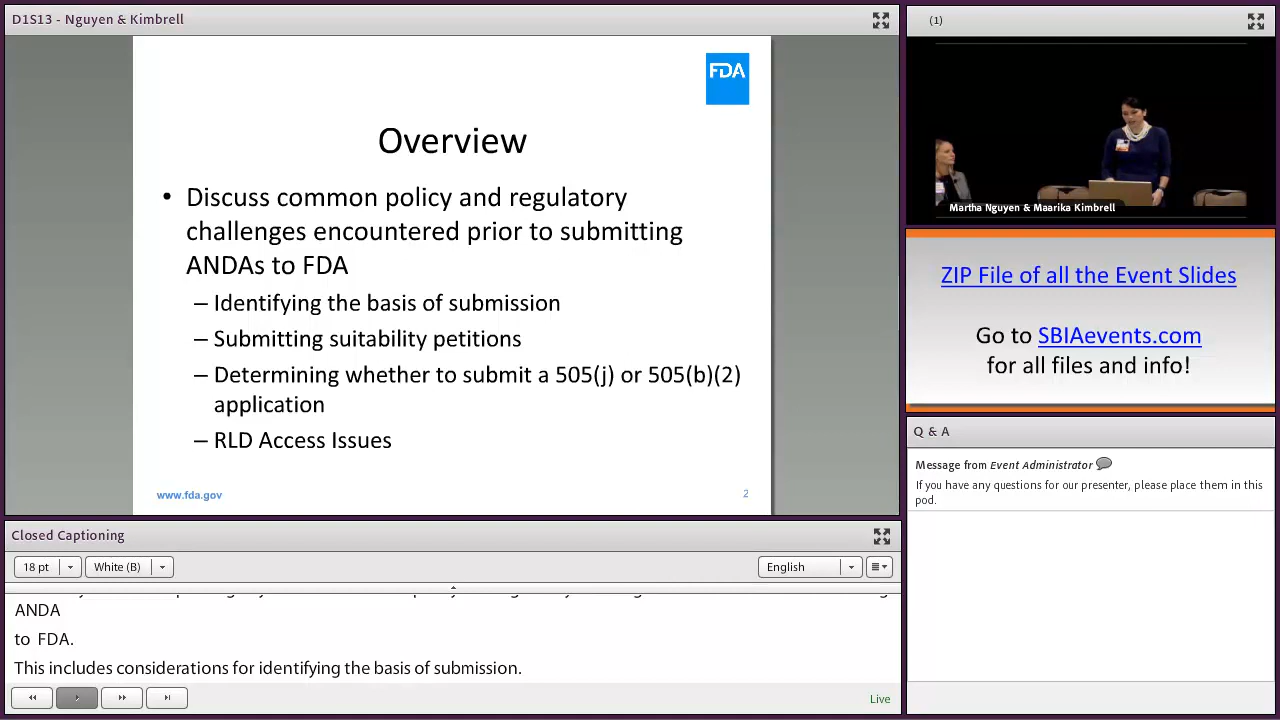 D1S13 - Nguyen & Kimbrell
FDA
Overview
• Discuss common policy and regulatory
challenges encountered prior to submitting
ANDAs to FDA
– Identifying the basis of submission
– Submitting suitability petitions
– Determining whether to submit a 505(j) or 505(b)(2)
application
– RLD Access Issues
www.fda.gov
2
(1)
Martha Nguyen & Maarika Kimbrell
ZIP File of all the Event Slides
Go to SBIAevents.com
for all files and info!
Q & A
Message from Event Administrator
If you have any questions for our presenter, please place them in this
pod.
Closed Captioning
18 pt
White (B)
English
ANDA
to FDA.
This includes considerations for identifying the basis of submission.
Live